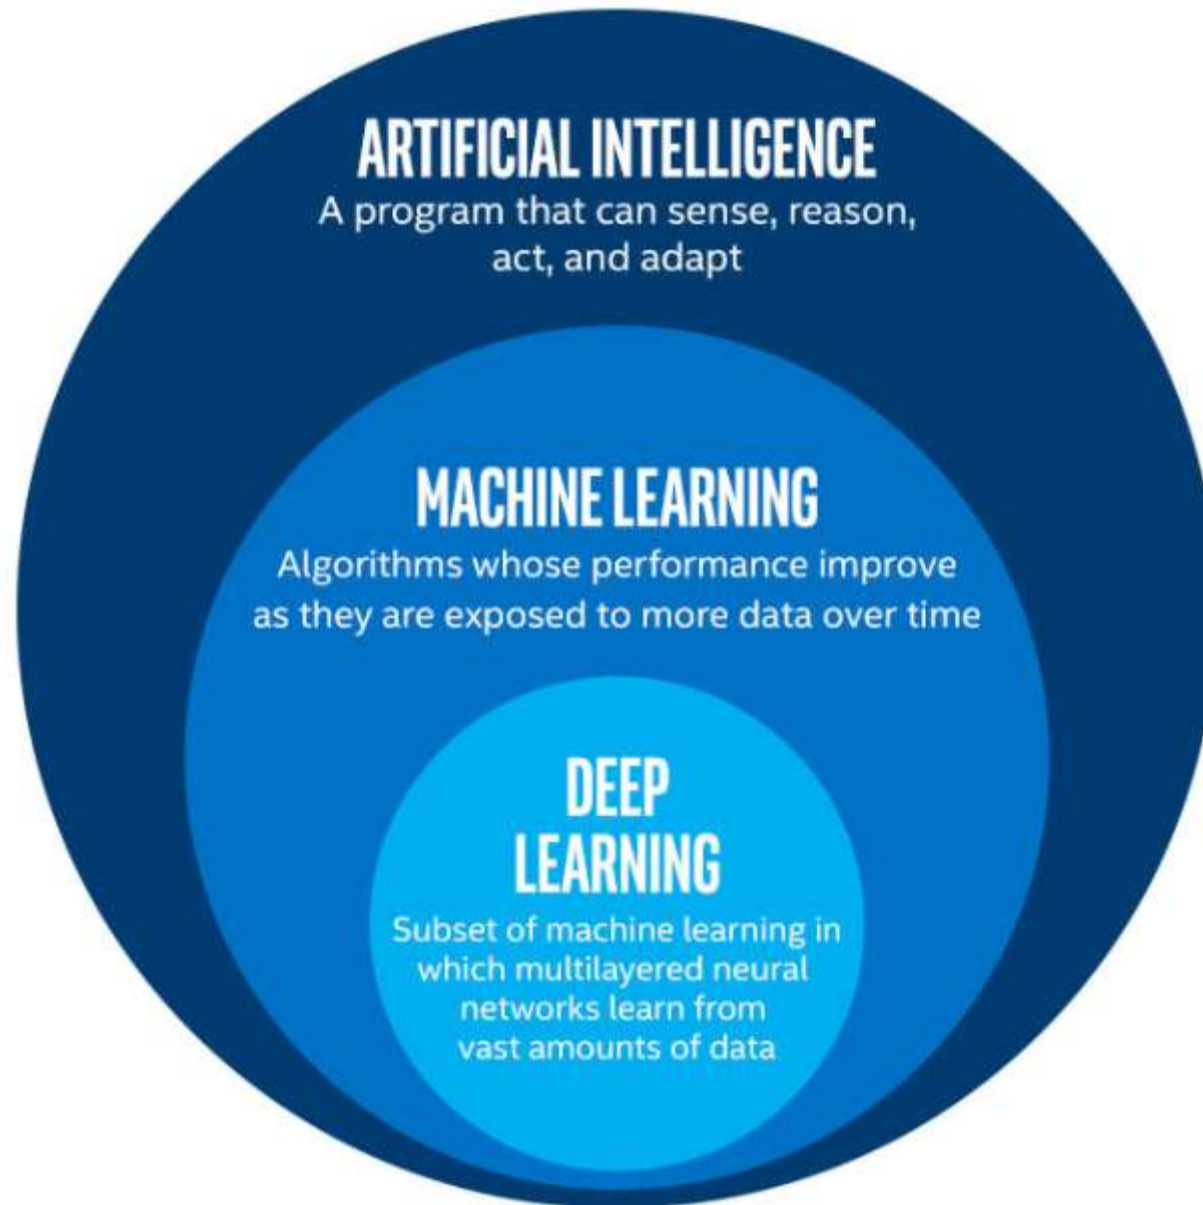 ARTIFICIAL INTELLIGENCE
A program that can sense, reason,
act, and adapt
MACHINE LEARNING
Algorithms whose performance improve
as they are exposed to more data over time
DEEP
LEARNING
Subset of machine learning in
which multilayered neural
networks learn from
vast amounts of data